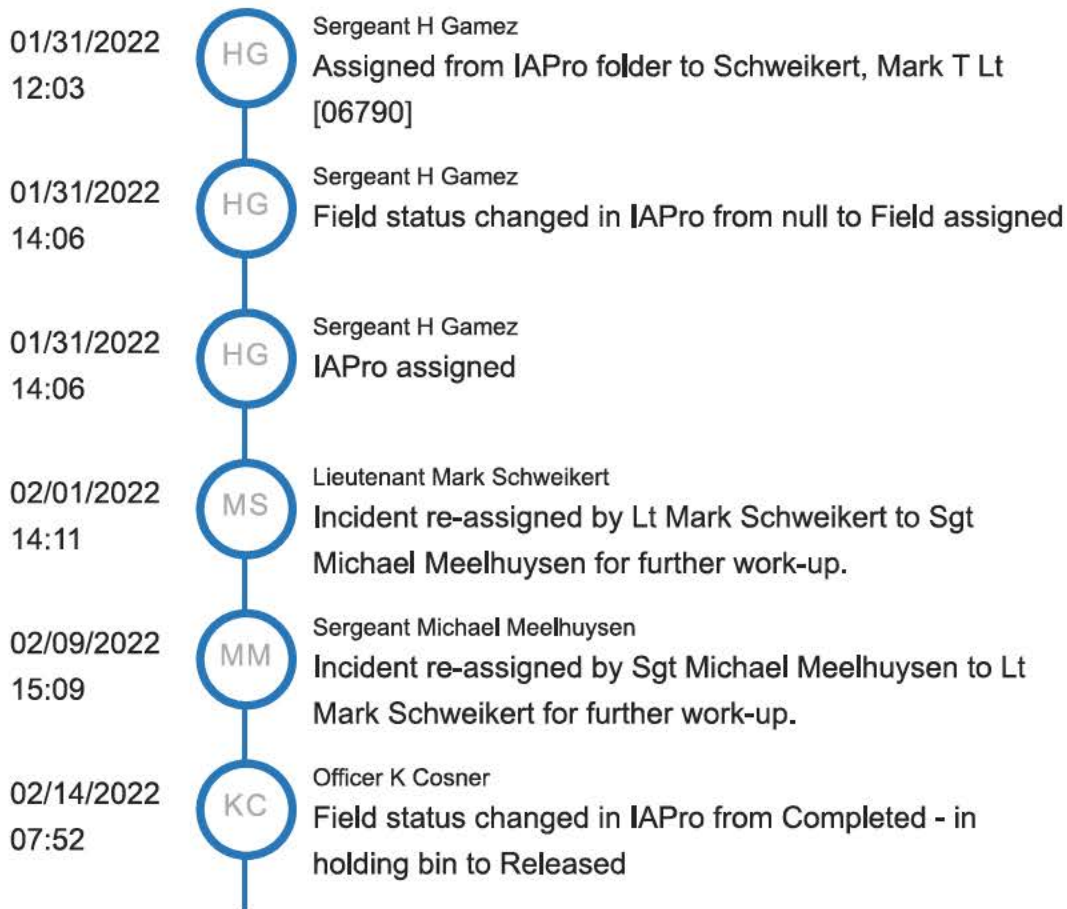 01/31/2022
12:03
HG
Sergeant H Gamez
Assigned from IAPro folder to Schweikert, Mark T Lt
[06790]
01/31/2022
14:06
HG
Sergeant H Gamez
Field status changed in IAPro from null to Field assigned
01/31/2022
14:06
HG
Sergeant H Gamez
IAPro assigned
02/01/2022
14:11
MS
Lieutenant Mark Schweikert
Incident re-assigned by Lt Mark Schweikert to Sgt
Michael Meelhuysen for further work-up.
02/09/2022
15:09
MM
Sergeant Michael Meelhuysen
Incident re-assigned by Sgt Michael Meelhuysen to Lt
Mark Schweikert for further work-up.
02/14/2022
07:52
KC
Officer K Cosner
Field status changed in IAPro from Completed - in
holding bin to Released